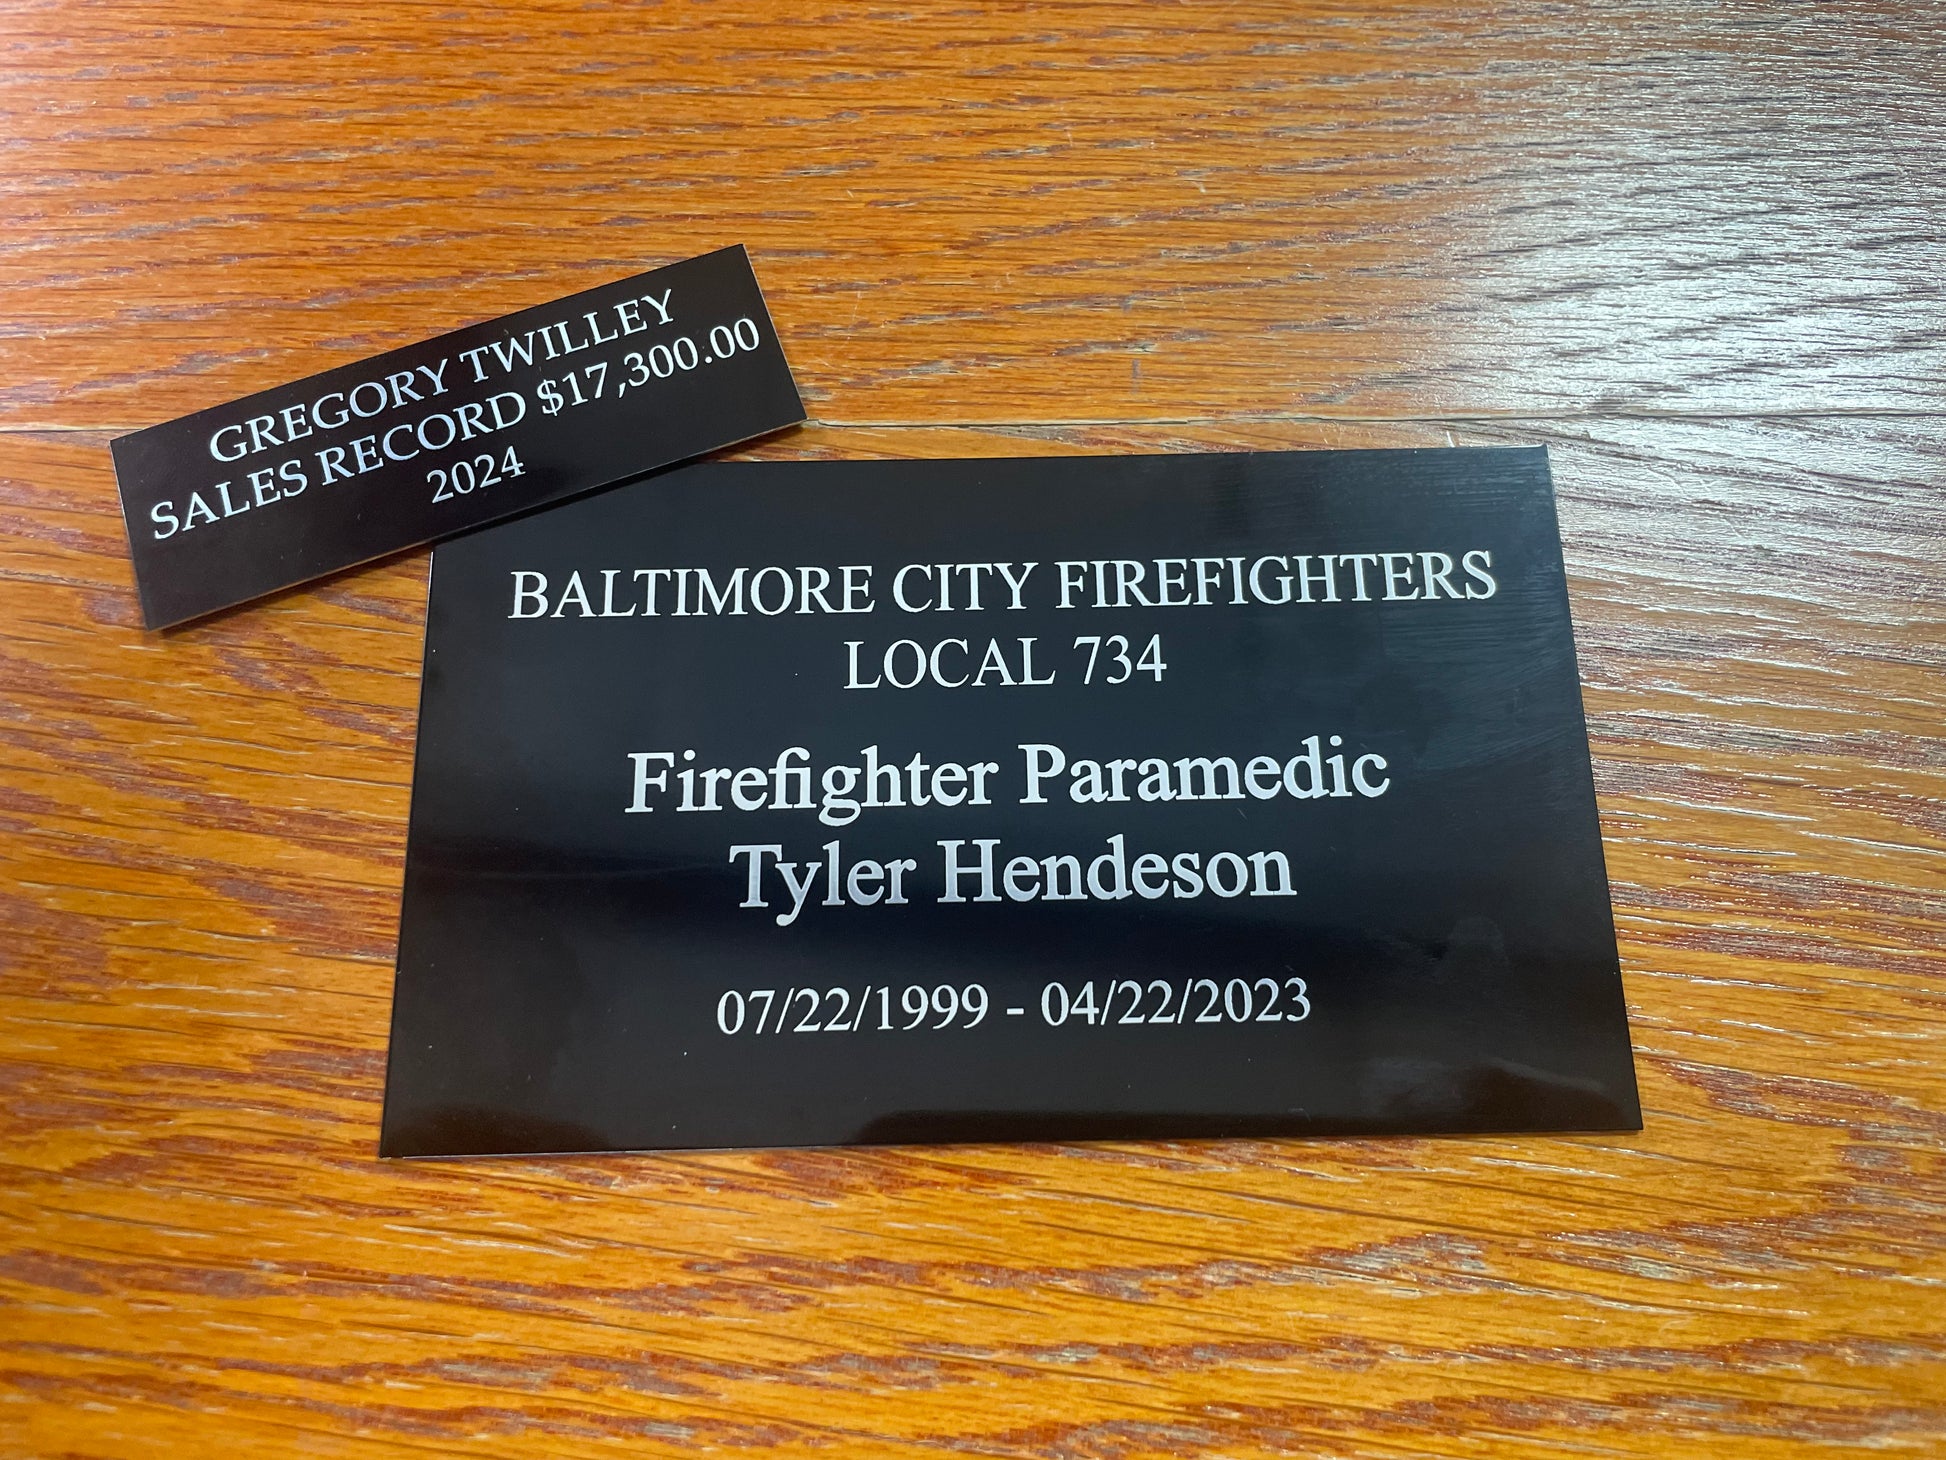 GREGORY TWILLEY
SALES RECORD $17,300.00
2024
BALTIMORE CITY FIREFIGHTERS
LOCAL 734
Firefighter Paramedic
Tyler Hendeson
07/22/1999 - 04/22/2023